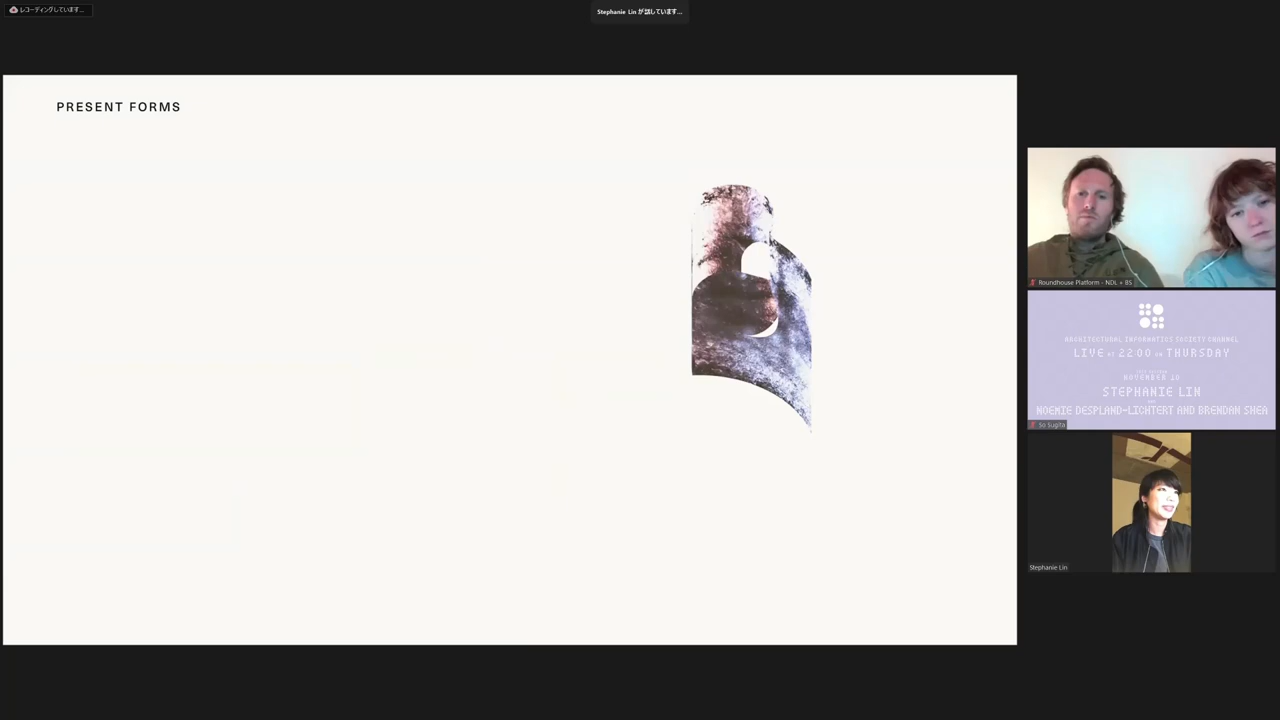 レコーディングしています...
Stephanie Lin が話しています...
PRESENT FORMS
Roundhouse Platform - NDL + BS
ARCHITECTURAL INFORMATICS SOCIETY CHANNEL
LIVE AT 22:00 ON THURSDAY
NOVEMBER 10
STEPHANIE LIN
AND
NOEMIE DESPLAND-LICHTERT AND BRENDAN SHEA
So Sugita
Stephanie Lin